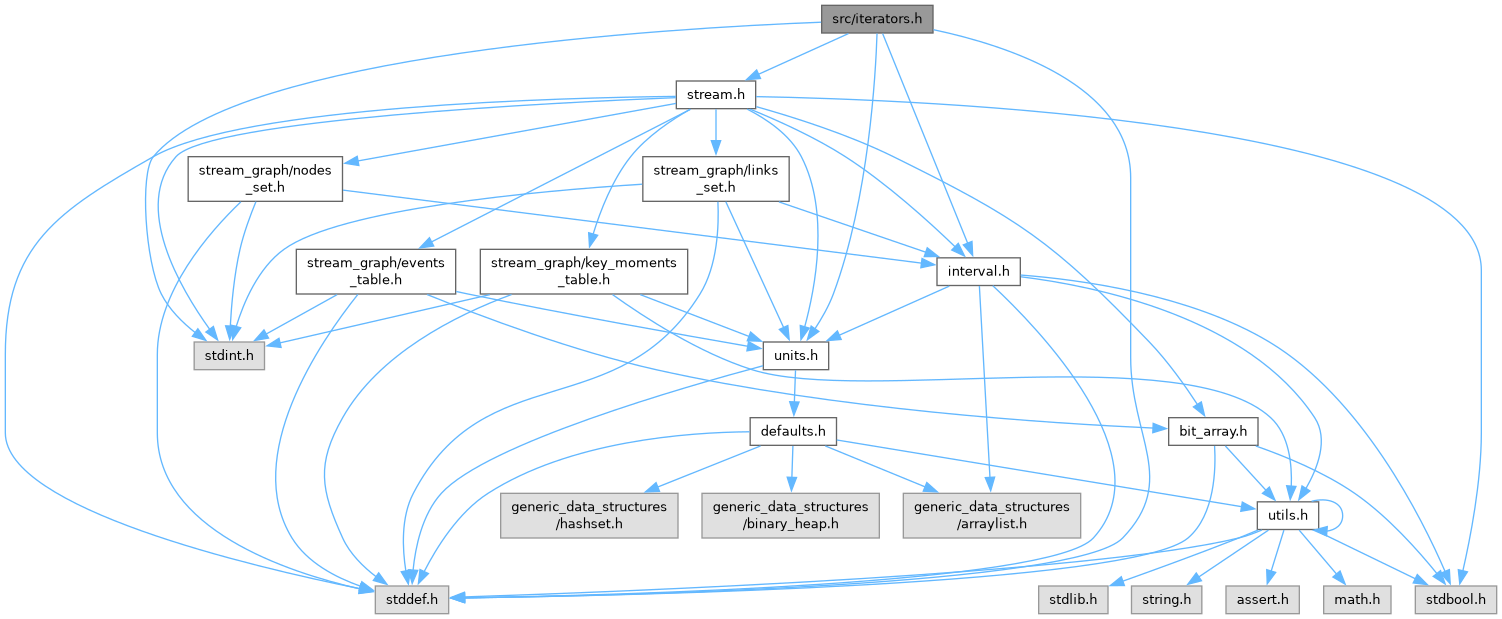 src/iterators.h
stream.h
stream_graph/nodes
_set.h
stream_graph/links
_set.h
stream_graph/events
_table.h
stream_graph/key_moments
_table.h
interval.h
stdint.h
units.h
defaults.h
bit_array.h
generic_data_structures
/hashset.h
generic_data_structures
/binary_heap.h
generic_data_structures
/arraylist.h
utils.h
stddef.h
stdlib.h
string.h
assert.h
math.h
stdbool.h